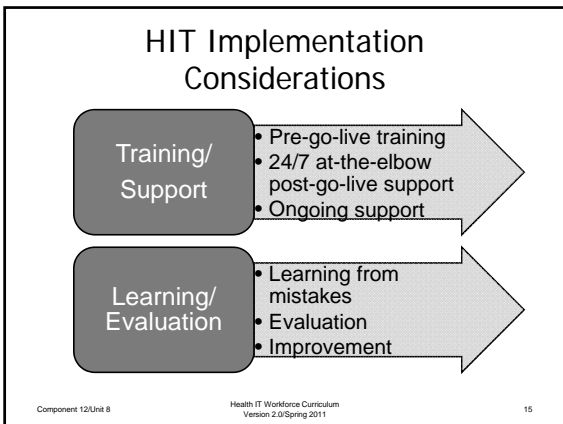 HIT Implementation
Considerations
Training/
Support
• Pre-go-live training
• 24/7 at-the-elbow
post-go-live support
• Ongoing support
Learning/
Evaluation
• Learning from
mistakes
• Evaluation
• Improvement
Component 12/Unit 8
Health IT Workforce Curriculum
Version 2.0/Spring 2011
15